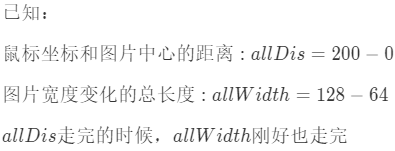 已知：
鼠标坐标和图片中心的距离 : allDis = 200 − 0
图片宽度变化的总长度 : allWidth = 128 − 64
allDis走完的时候，allWidth刚好也走完